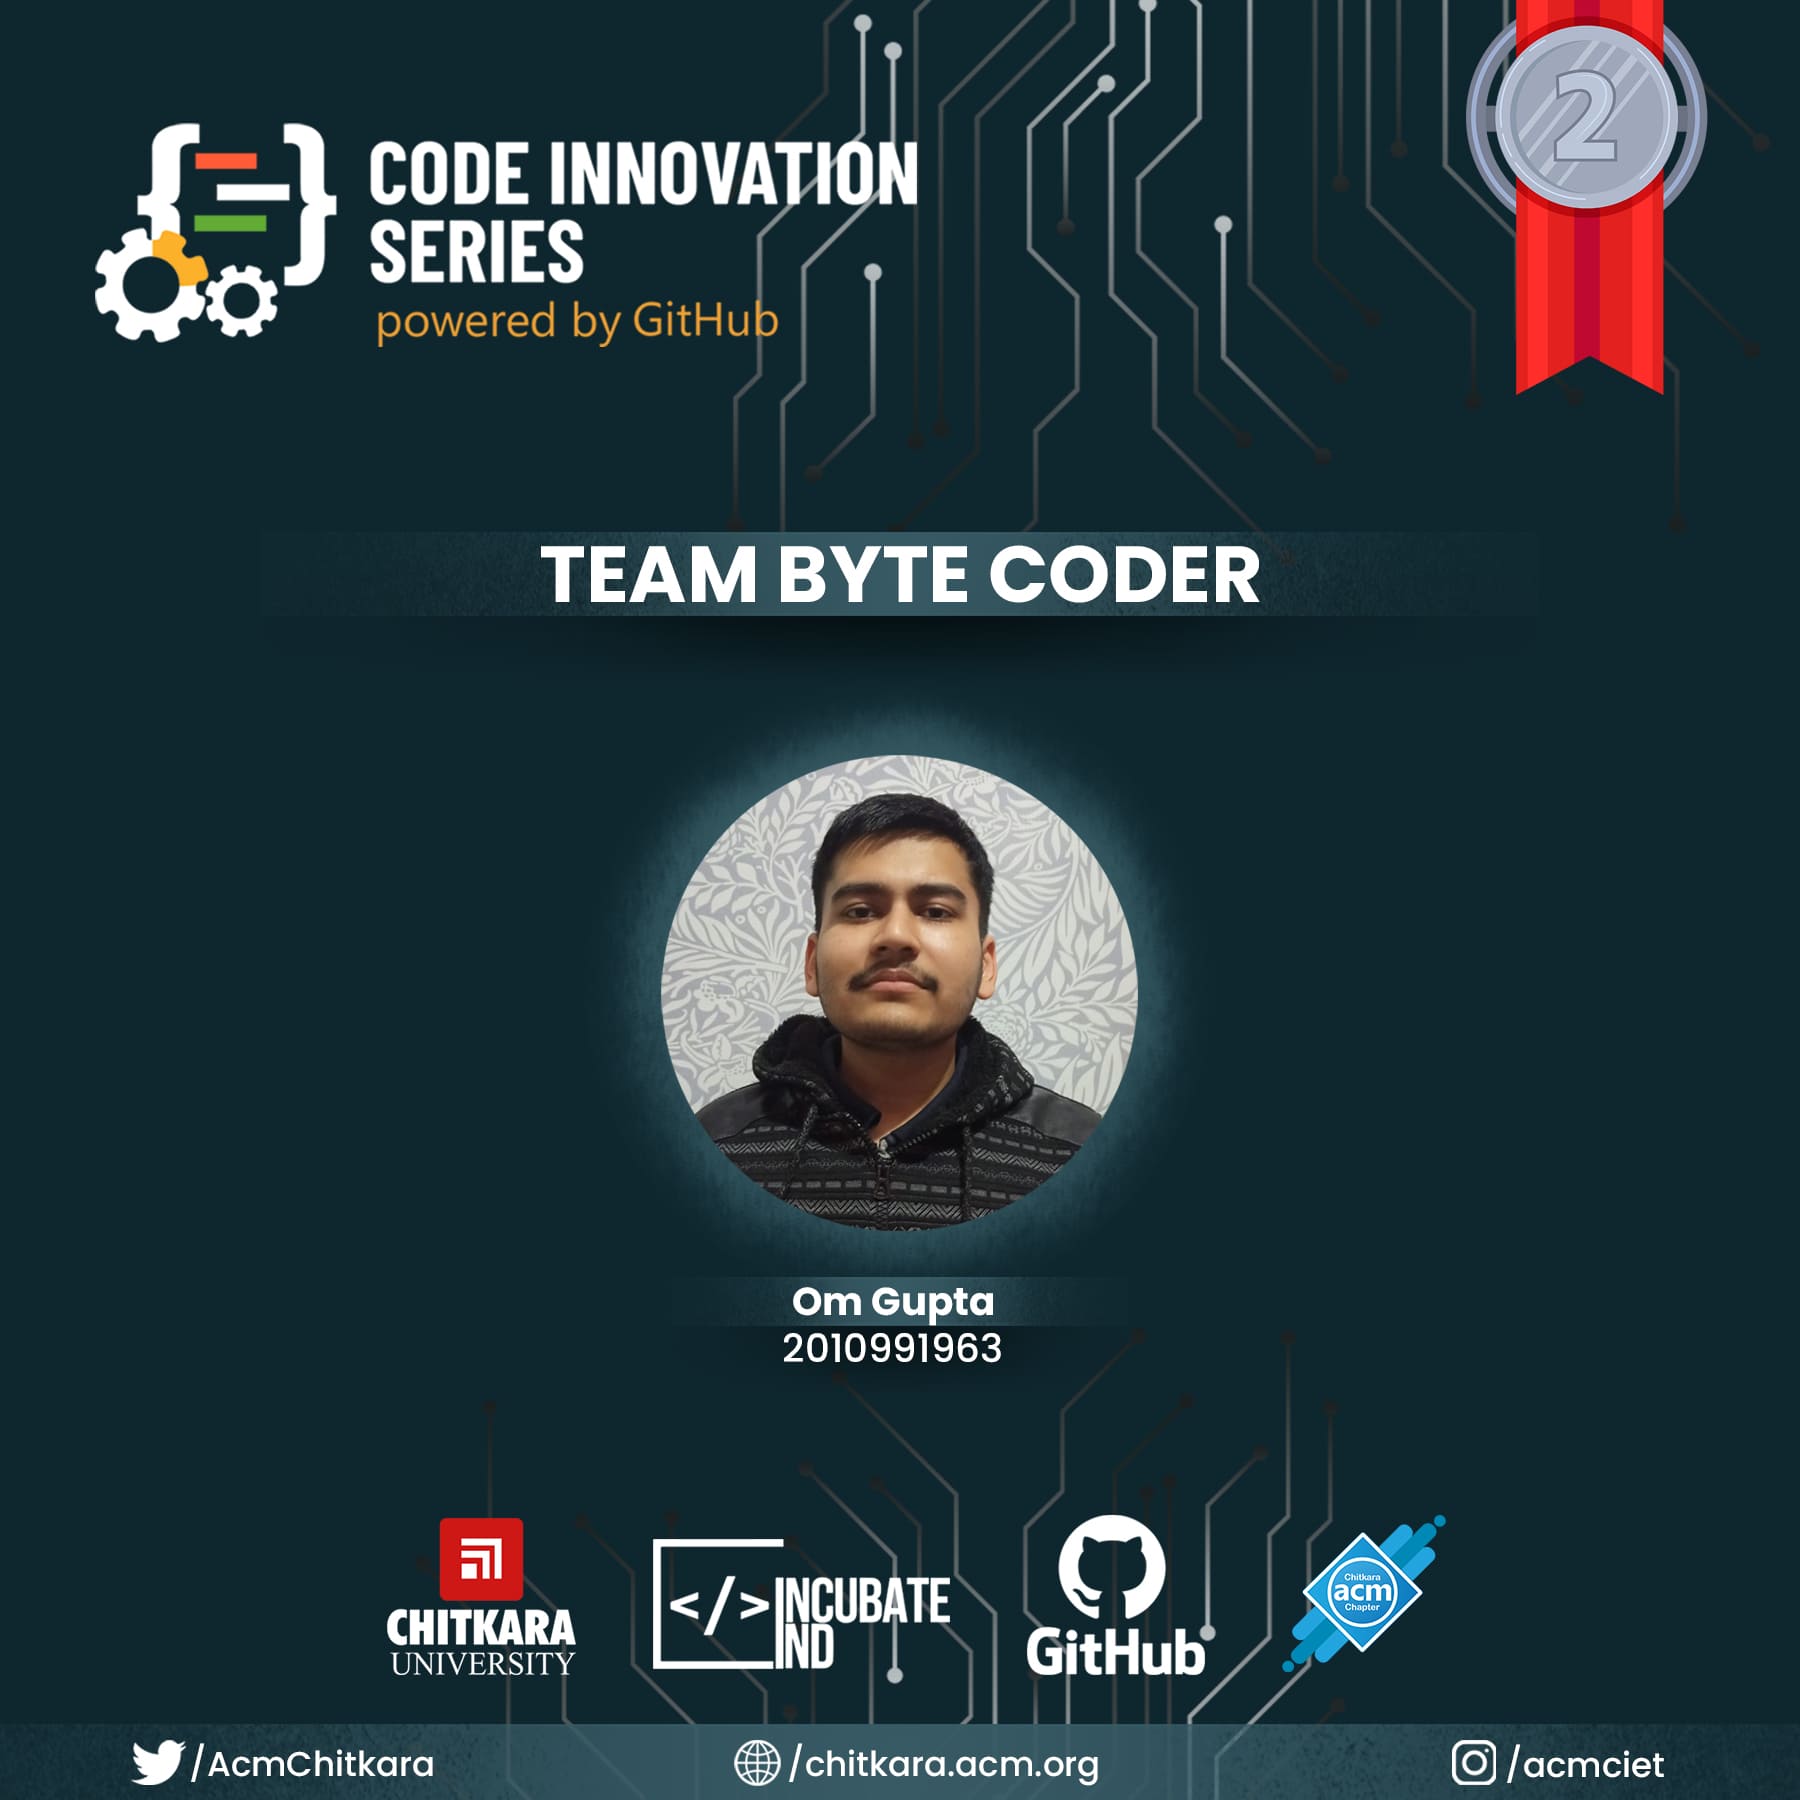 2
CODE INNOVATION
SERIES
powered by GitHub
TEAM BYTE CODER
Om Gupta
2010991963
CHITKARA
UNIVERSITY
</> INCUBATE
IND
GitHub
Chitkara
acm
Chapter
/AcmChitkara
/chitkara.acm.org
/acmciet